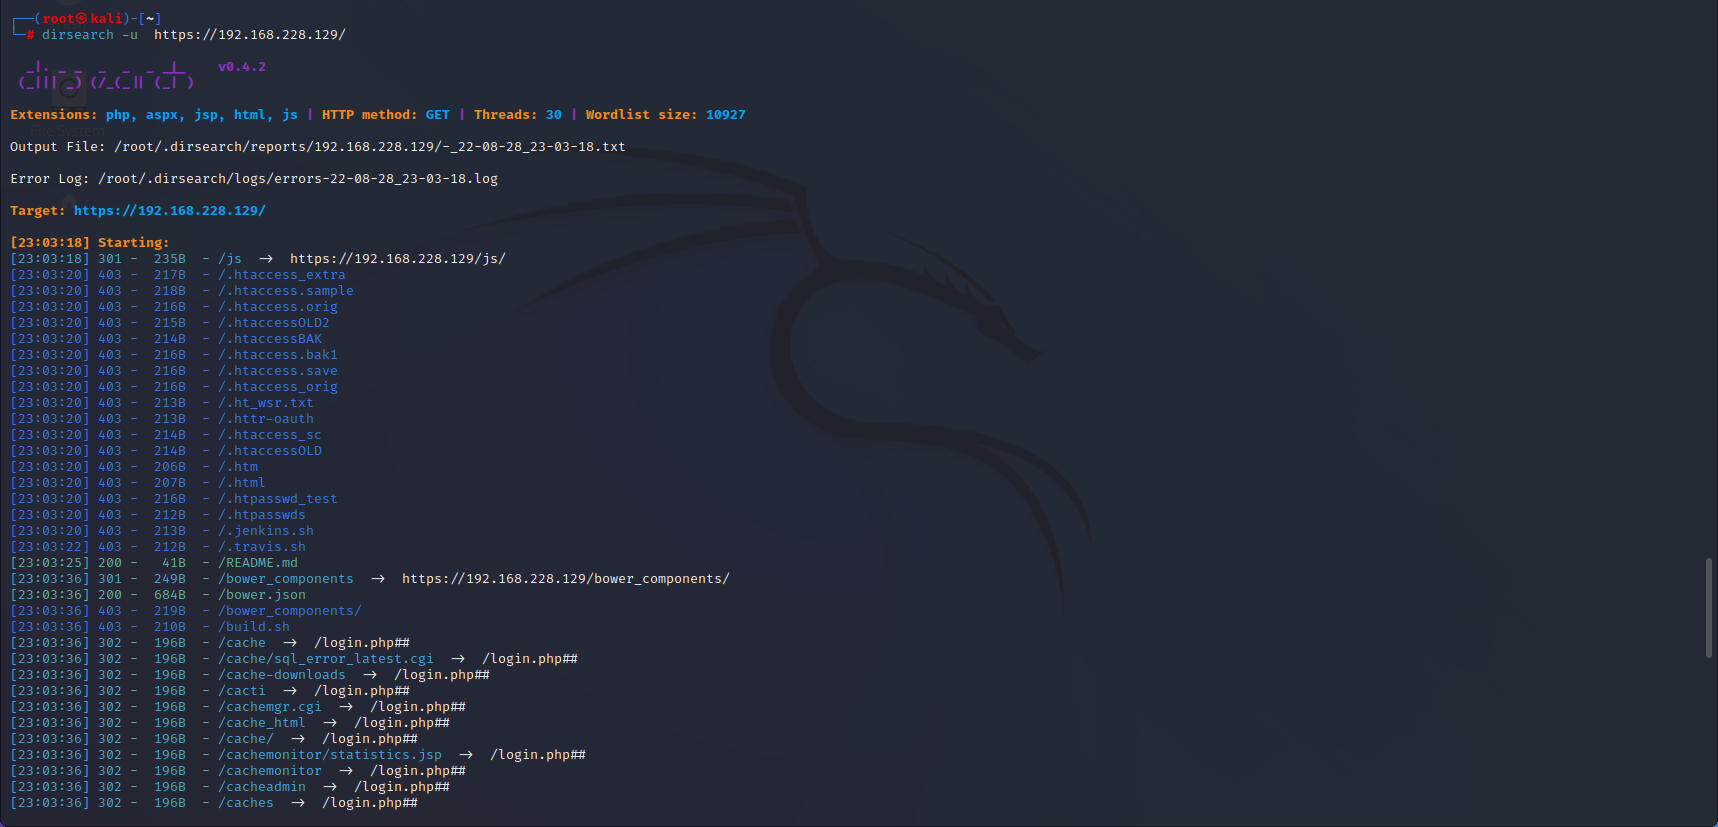 ┌──(root㉿kali)-[~]
└─# dirsearch -u  https://192.168.228.129/
  _|. _ _  _  _  _ _|_    v0.4.2
 (_||| _) (/_(_|| (_| )
Extensions: php, aspx, jsp, html, js | HTTP method: GET | Threads: 30 | Wordlist size: 10927
File System
Output File: /root/.dirsearch/reports/192.168.228.129/-_22-08-28_23-03-18.txt
Error Log: /root/.dirsearch/logs/errors-22-08-28_23-03-18.log
Target: https://192.168.228.129/
[23:03:18] Starting:
[23:03:18] 301 -  235B  - /js  →  https://192.168.228.129/js/
[23:03:20] 403 -  217B  - /.htaccess_extra
[23:03:20] 403 -  218B  - /.htaccess.sample
[23:03:20] 403 -  216B  - /.htaccess.orig
[23:03:20] 403 -  215B  - /.htaccessOLD2
[23:03:20] 403 -  214B  - /.htaccessBAK
[23:03:20] 403 -  216B  - /.htaccess.bak1
[23:03:20] 403 -  216B  - /.htaccess.save
[23:03:20] 403 -  216B  - /.htaccess_orig
[23:03:20] 403 -  213B  - /.ht_wsr.txt
[23:03:20] 403 -  213B  - /.httr-oauth
[23:03:20] 403 -  214B  - /.htaccess_sc
[23:03:20] 403 -  214B  - /.htaccessOLD
[23:03:20] 403 -  206B  - /.htm
[23:03:20] 403 -  207B  - /.html
[23:03:20] 403 -  216B  - /.htpasswd_test
[23:03:20] 403 -  212B  - /.htpasswds
[23:03:20] 403 -  213B  - /.jenkins.sh
[23:03:22] 403 -  212B  - /.travis.sh
[23:03:25] 200 -   41B  - /README.md
[23:03:36] 301 -  249B  - /bower_components  →  https://192.168.228.129/bower_components/
[23:03:36] 200 -  684B  - /bower.json
[23:03:36] 403 -  219B  - /bower_components/
[23:03:36] 403 -  210B  - /build.sh
[23:03:36] 302 -  196B  - /cache  →  /login.php##
[23:03:36] 302 -  196B  - /cache/sql_error_latest.cgi  →  /login.php##
[23:03:36] 302 -  196B  - /cache-downloads  →  /login.php##
[23:03:36] 302 -  196B  - /cacti  →  /login.php##
[23:03:36] 302 -  196B  - /cachemgr.cgi  →  /login.php##
[23:03:36] 302 -  196B  - /cache_html  →  /login.php##
[23:03:36] 302 -  196B  - /cache/  →  /login.php##
[23:03:36] 302 -  196B  - /cachemonitor/statistics.jsp  →  /login.php##
[23:03:36] 302 -  196B  - /cachemonitor  →  /login.php##
[23:03:36] 302 -  196B  - /cacheadmin  →  /login.php##
[23:03:36] 302 -  196B  - /caches  →  /login.php##